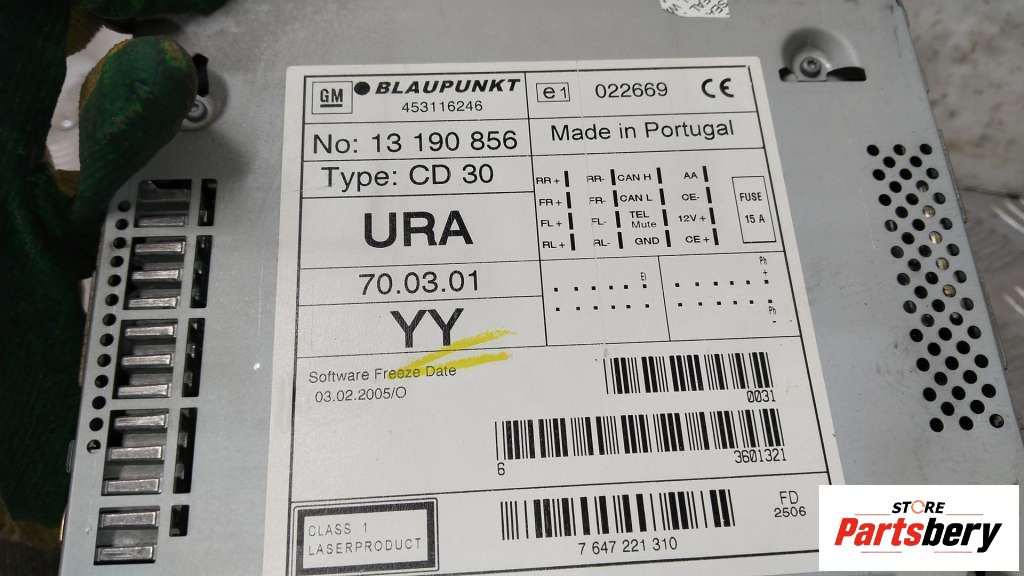 GM BLAUPUNKT
453116246
e1 022669 CE
No: 13 190 856
Made in Portugal
Type: CD 30
URA
70.03.01
YY
RR + RR- CAN H AA
FR + FR- CAN L CE-
FL + FL- TEL Mute 12V +
RL + RL- GND CE +
FUSE
15 A
El
Ph
+
Ph
-
Software Freeze Date
03.02.2005/O
0031
6 3601321
CLASS 1
LASERPRODUCT
7 647 221 310
FD
2506
STORE
Partsbery